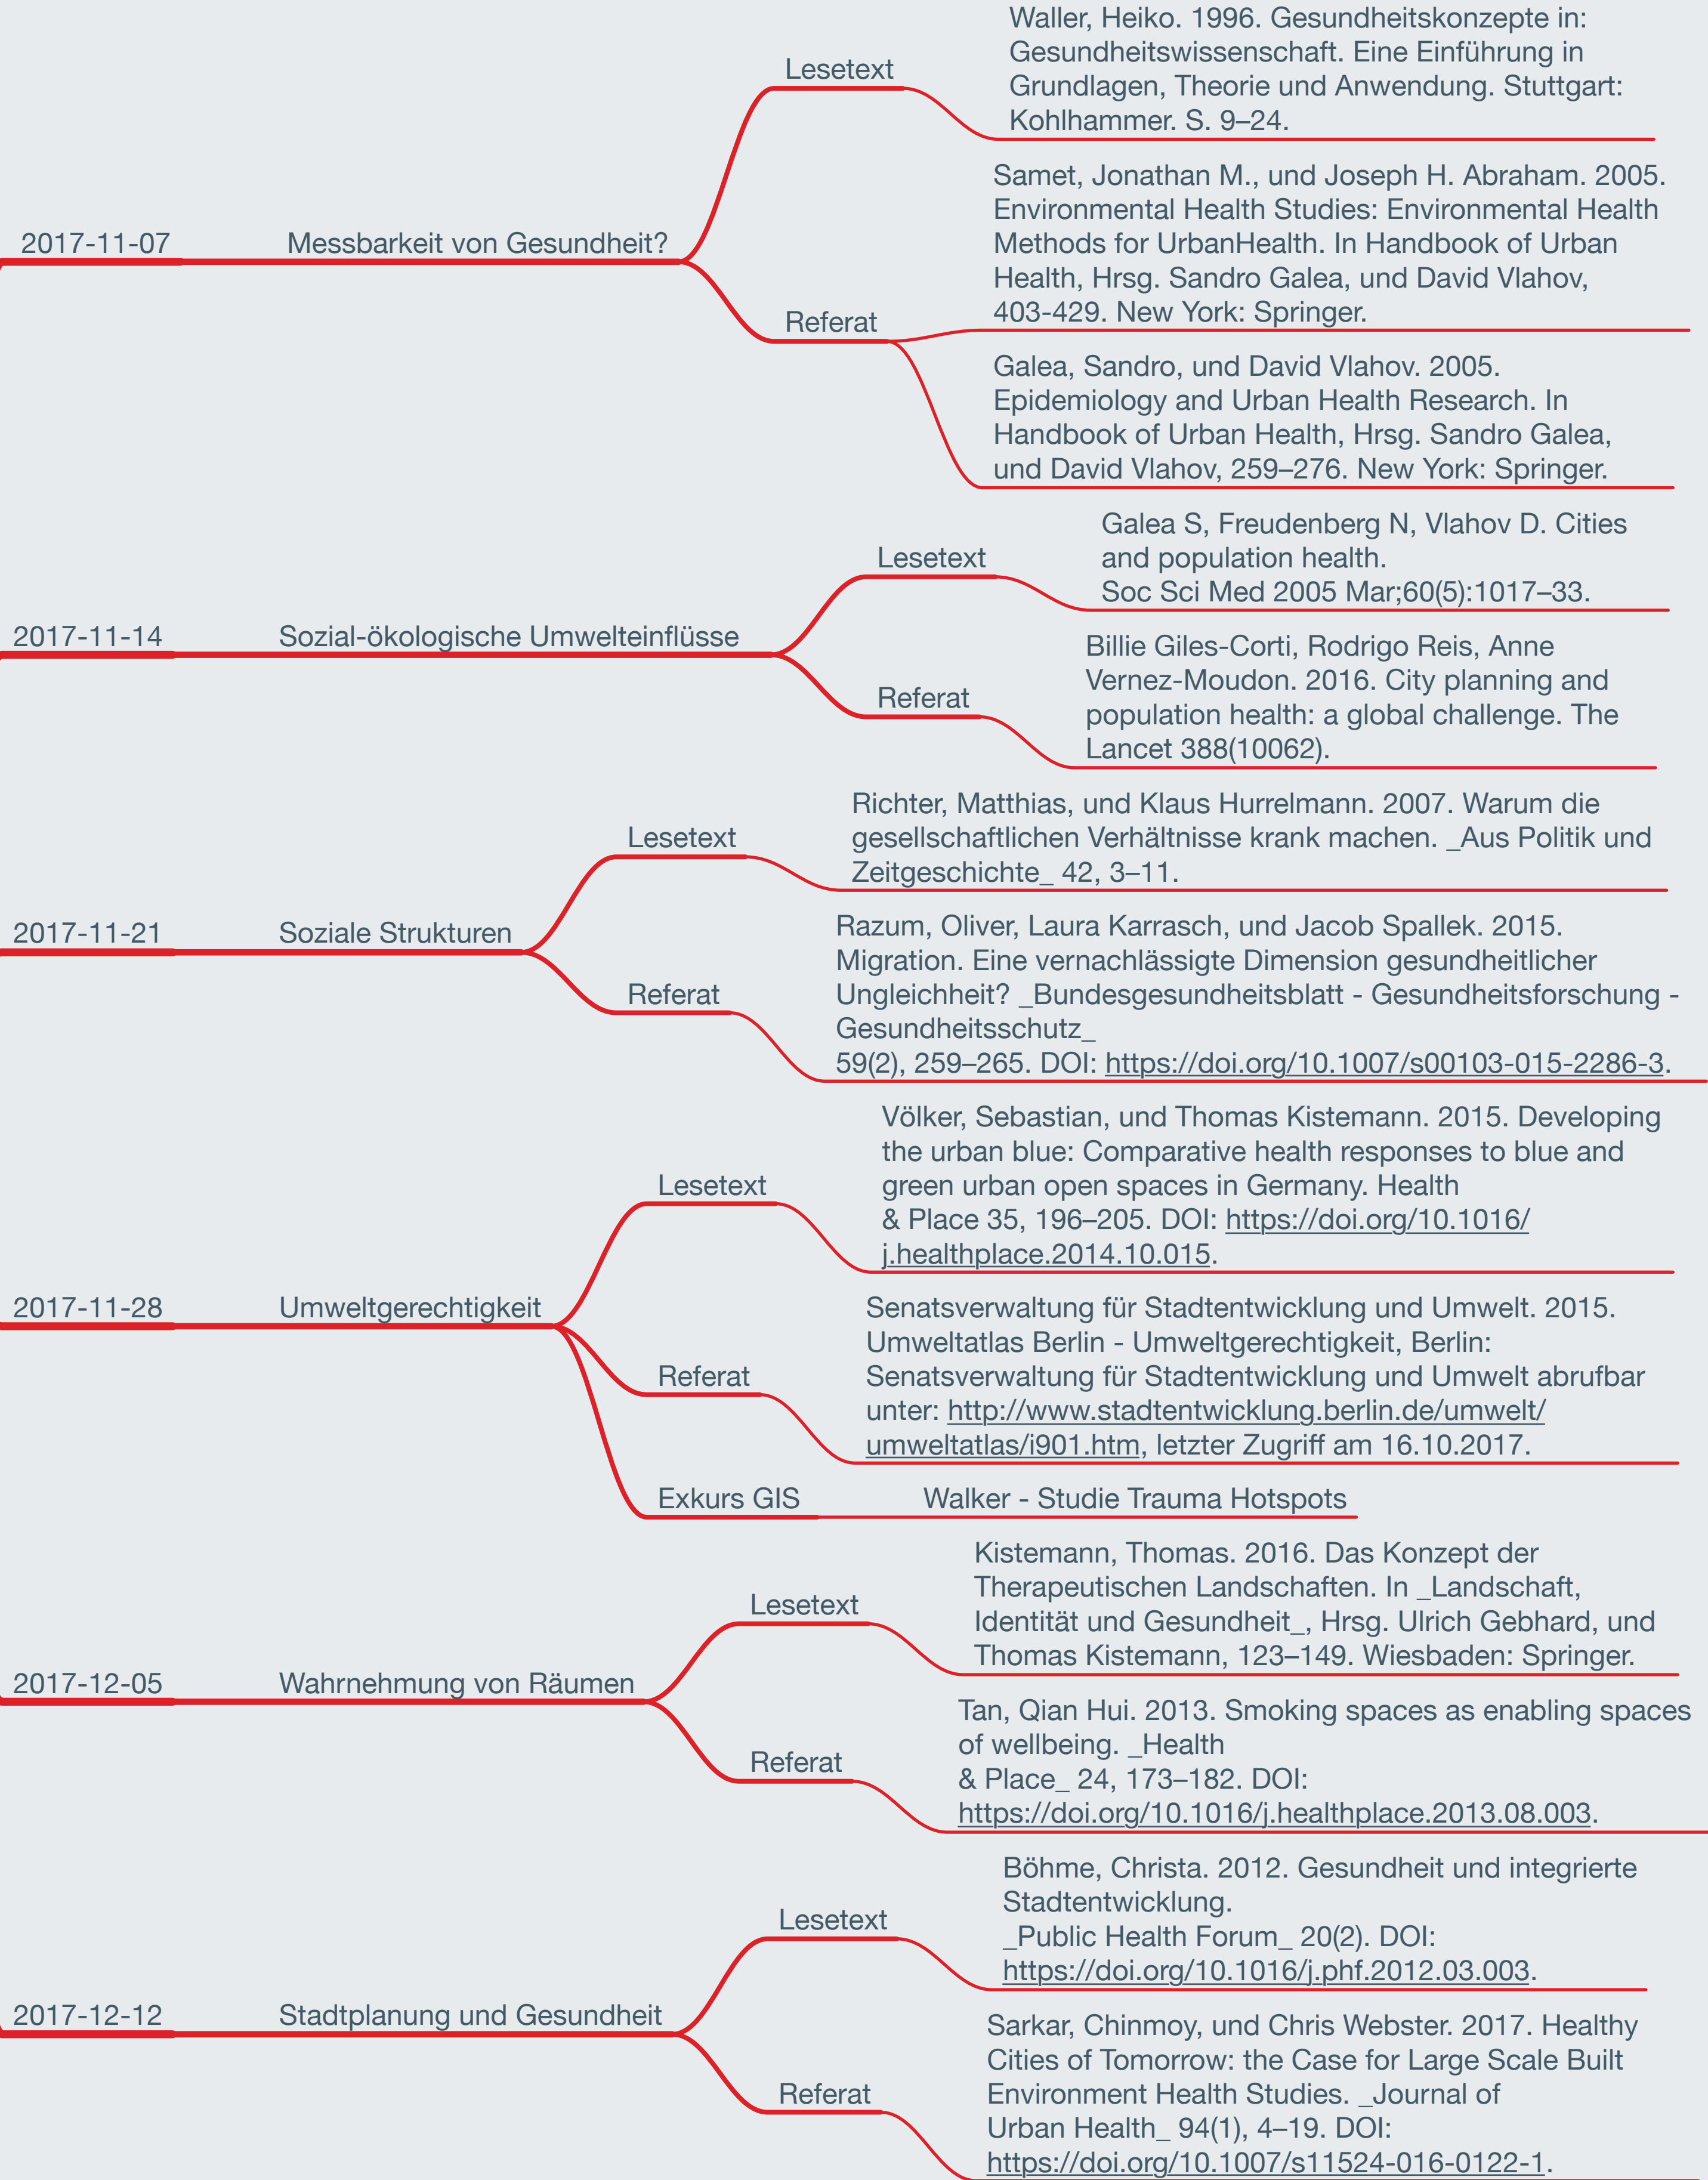 2017-11-07
Messbarkeit von Gesundheit?
Lesetext
Waller, Heiko. 1996. Gesundheitskonzepte in:
Gesundheitswissenschaft. Eine Einführung in
Grundlagen, Theorie und Anwendung. Stuttgart:
Kohlhammer. S. 9–24.
Referat
Samet, Jonathan M., und Joseph H. Abraham. 2005.
Environmental Health Studies: Environmental Health
Methods for UrbanHealth. In Handbook of Urban
Health, Hrsg. Sandro Galea, und David Vlahov,
403-429. New York: Springer.
Galea, Sandro, und David Vlahov. 2005.
Epidemiology and Urban Health Research. In
Handbook of Urban Health, Hrsg. Sandro Galea,
und David Vlahov, 259–276. New York: Springer.
2017-11-14
Sozial-ökologische Umwelteinflüsse
Lesetext
Galea S, Freudenberg N, Vlahov D. Cities
and population health.
Soc Sci Med 2005 Mar;60(5):1017–33.
Referat
Billie Giles-Corti, Rodrigo Reis, Anne
Vernez-Moudon. 2016. City planning and
population health: a global challenge. The
Lancet 388(10062).
2017-11-21
Soziale Strukturen
Lesetext
Richter, Matthias, und Klaus Hurrelmann. 2007. Warum die
gesellschaftlichen Verhältnisse krank machen. _Aus Politik und
Zeitgeschichte_ 42, 3–11.
Referat
Razum, Oliver, Laura Karrasch, und Jacob Spallek. 2015.
Migration. Eine vernachlässigte Dimension gesundheitlicher
Ungleichheit? _Bundesgesundheitsblatt - Gesundheitsforschung -
Gesundheitsschutz_
59(2), 259–265. DOI: https://doi.org/10.1007/s00103-015-2286-3.
2017-11-28
Umweltgerechtigkeit
Lesetext
Völker, Sebastian, und Thomas Kistemann. 2015. Developing
the urban blue: Comparative health responses to blue and
green urban open spaces in Germany. Health
& Place 35, 196–205. DOI: https://doi.org/10.1016/
j.healthplace.2014.10.015.
Referat
Senatsverwaltung für Stadtentwicklung und Umwelt. 2015.
Umweltatlas Berlin - Umweltgerechtigkeit, Berlin:
Senatsverwaltung für Stadtentwicklung und Umwelt abrufbar
unter: http://www.stadtentwicklung.berlin.de/umwelt/
umweltatlas/i901.htm, letzter Zugriff am 16.10.2017.
Exkurs GIS
Walker - Studie Trauma Hotspots
2017-12-05
Wahrnehmung von Räumen
Lesetext
Kistemann, Thomas. 2016. Das Konzept der
Therapeutischen Landschaften. In _Landschaft,
Identität und Gesundheit_, Hrsg. Ulrich Gebhard, und
Thomas Kistemann, 123–149. Wiesbaden: Springer.
Referat
Tan, Qian Hui. 2013. Smoking spaces as enabling spaces
of wellbeing. _Health
& Place_ 24, 173–182. DOI:
https://doi.org/10.1016/j.healthplace.2013.08.003.
2017-12-12
Stadtplanung und Gesundheit
Lesetext
Böhme, Christa. 2012. Gesundheit und integrierte
Stadtentwicklung.
_Public Health Forum_ 20(2). DOI:
https://doi.org/10.1016/j.phf.2012.03.003.
Referat
Sarkar, Chinmoy, und Chris Webster. 2017. Healthy
Cities of Tomorrow: the Case for Large Scale Built
Environment Health Studies. _Journal of
Urban Health_ 94(1), 4–19. DOI:
https://doi.org/10.1007/s11524-016-0122-1.